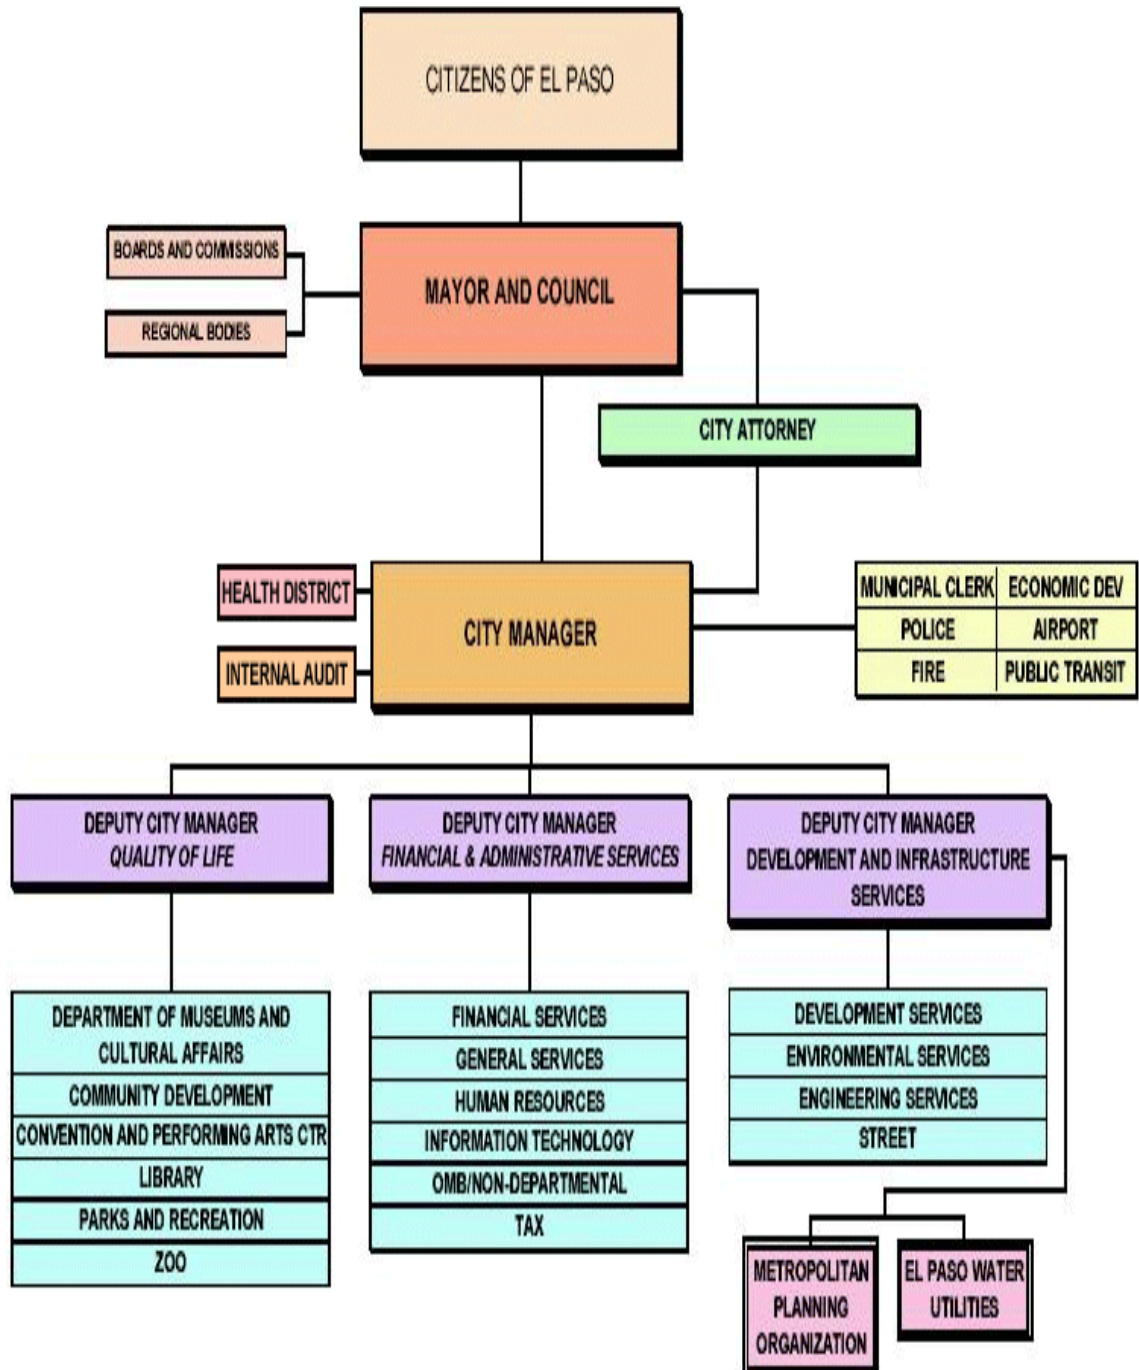 CITIZENS OF EL PASO
BOARDS AND COMMISSIONS
MAYOR AND COUNCIL
REGIONAL BODIES
CITY ATTORNEY
HEALTH DISTRICT
INTERNAL AUDIT
CITY MANAGER
MUNICIPAL CLERK ECONOMIC DEV
POLICE AIRPORT
FIRE PUBLIC TRANSIT
DEPUTY CITY MANAGER
QUALITY OF LIFE
DEPUTY CITY MANAGER
FINANCIAL & ADMINISTRATIVE SERVICES
DEPUTY CITY MANAGER
DEVELOPMENT AND INFRASTRUCTURE
SERVICES
DEPARTMENT OF MUSEUMS AND
CULTURAL AFFAIRS
COMMUNITY DEVELOPMENT
CONVENTION AND PERFORMING ARTS CTR
LIBRARY
PARKS AND RECREATION
ZOO
FINANCIAL SERVICES
GENERAL SERVICES
HUMAN RESOURCES
INFORMATION TECHNOLOGY
OMB/NON-DEPARTMENTAL
TAX
DEVELOPMENT SERVICES
ENVIRONMENTAL SERVICES
ENGINEERING SERVICES
STREET
METROPOLITAN
PLANNING
ORGANIZATION
EL PASO WATER
UTILITIES